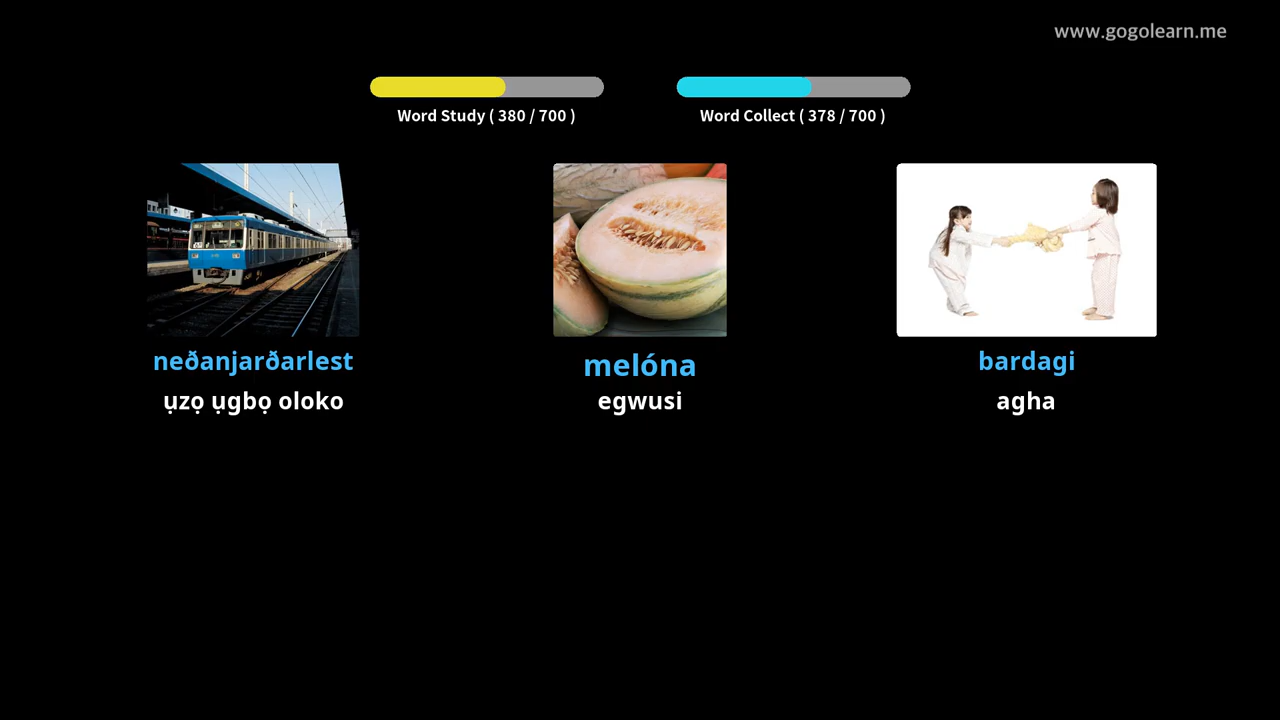 www.gogolearn.me
Word Study ( 380 / 700 )
Word Collect ( 378 / 700 )
neðanjarðarlest
melóna
bardagi
ụzọ ụgbọ oloko
egwusi
agha